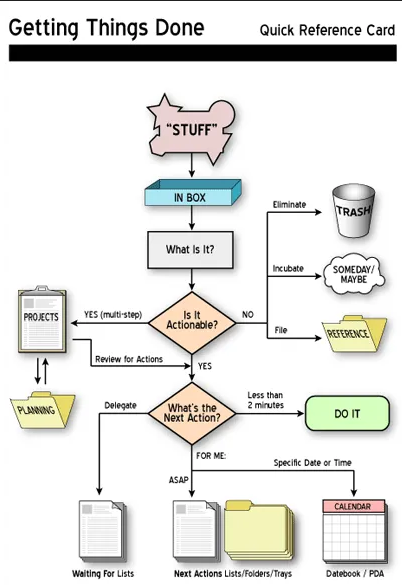 Getting Things Done
Quick Reference Card
"STUFF"
IN BOX
What Is It?
Eliminate
TRASH
Incubate
SOMEDAY/
MAYBE
Is It
Actionable?
NO
File
REFERENCE
YES (multi-step)
PROJECTS
Review for Actions
YES
PLANNING
What's the
Next Action?
Less than
2 minutes
DO IT
Delegate
FOR ME:
Specific Date or Time
ASAP
CALENDAR
Waiting For Lists
Next Actions Lists/Folders/Trays
Datebook / PDA